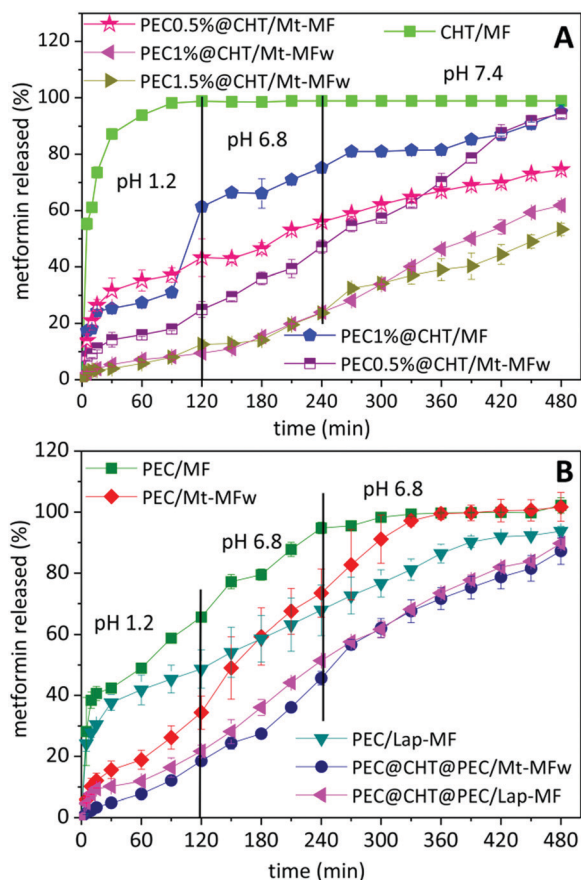 PEC0.5%@CHT/Mt-MF
PEC1%@CHT/Mt-MFw
PEC1.5%@CHT/Mt-MFw
CHT/MF
A
pH 1.2
pH 6.8
pH 7.4
PEC1%@CHT/MF
PEC0.5%@CHT/Mt-MFw
metformin released (%)
0
20
40
60
80
100
120
0 60 120 180 240 300 360 420 480
time (min)
PEC/MF
PEC/Mt-MFw
B
pH 1.2
pH 6.8
pH 6.8
PEC/Lap-MF
PEC@CHT@PEC/Mt-MFw
PEC@CHT@PEC/Lap-MF
metformin released (%)
0
20
40
60
80
100
120
0 60 120 180 240 300 360 420 480
time (min)